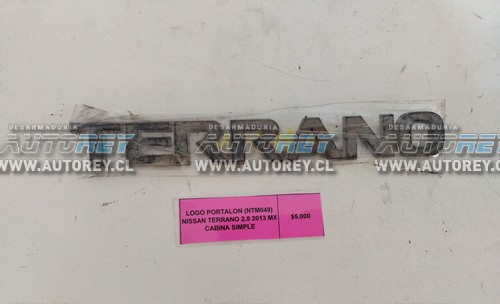 DESARMADURIA DESARMADURIA DESARMADURIA
AUTOREY AUTOREY AUTOREY
WWW.AUTOREY.CL WWW.AUTOREY.CL WWW.AUTOREY.CL
TERRANO
LOGO PORTALON (NTM049)
NISSAN TERRANO 2.5 2013 MX
CABINA SIMPLE
$5.000